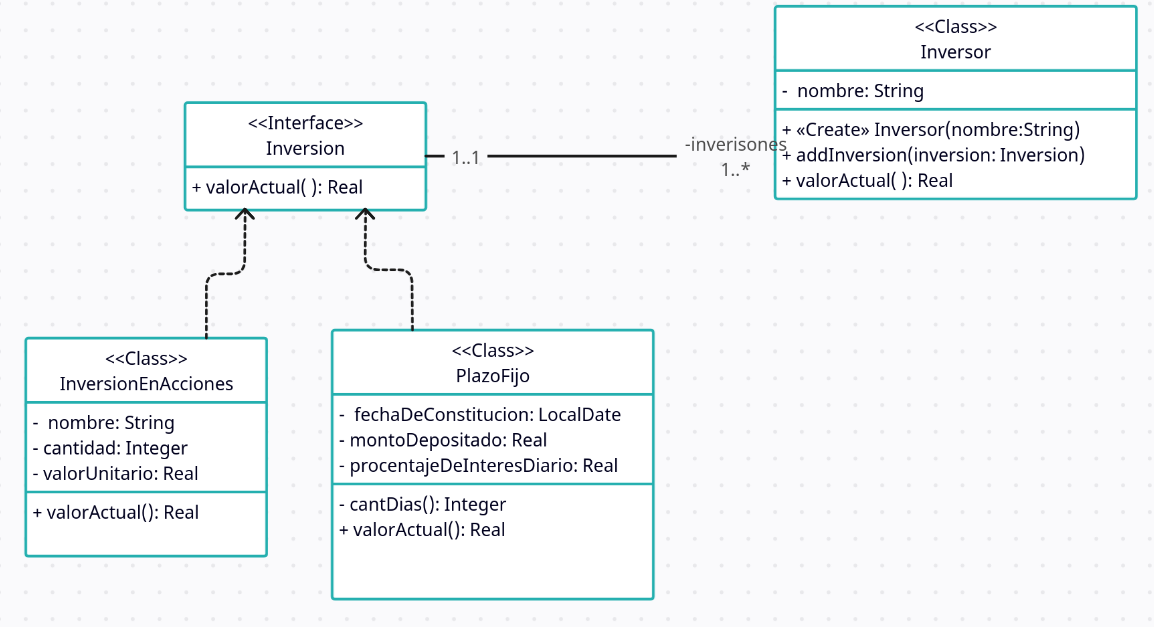 <<Class>>
Inversor
- nombre: String
+ «Create» Inversor(nombre:String)
+ addInversion(inversion: Inversion)
+ valorActual( ): Real
<<Interface>>
Inversion
+ valorActual( ): Real
1..1
-inverisones
1..*
<<Class>>
InversionEnAcciones
- nombre: String
- cantidad: Integer
- valorUnitario: Real
+ valorActual(): Real
<<Class>>
PlazoFijo
- fechaDeConstitucion: LocalDate
- montoDepositado: Real
- procentajeDeInteresDiario: Real
- cantDias(): Integer
+ valorActual(): Real